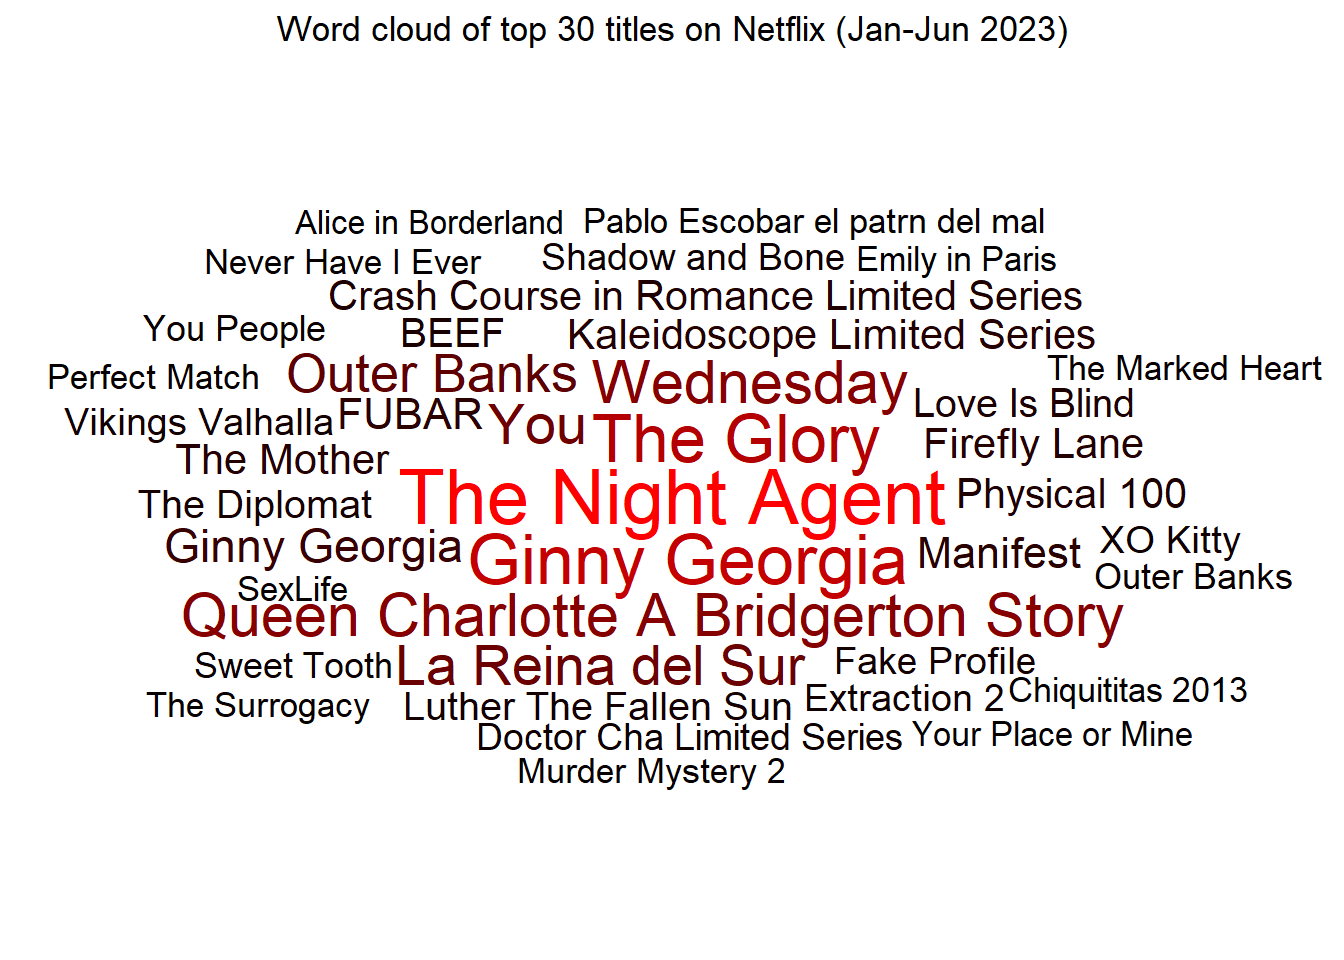 Word cloud of top 30 titles on Netflix (Jan-Jun 2023)
Alice in Borderland Pablo Escobar el patrn del mal
Never Have I Ever Shadow and Bone Emily in Paris
Crash Course in Romance Limited Series
You People BEEF Kaleidoscope Limited Series
Perfect Match Outer Banks Wednesday The Marked Heart
Vikings Valhalla FUBAR You The Glory Love Is Blind
The Mother Firefly Lane
The Diplomat The Night Agent Physical 100
Ginny Georgia Ginny Georgia Manifest XO Kitty
SexLife Outer Banks
Queen Charlotte A Bridgerton Story
Sweet Tooth La Reina del Sur Fake Profile
The Surrogacy Luther The Fallen Sun Extraction 2 Chiquititas 2013
Doctor Cha Limited Series Your Place or Mine
Murder Mystery 2